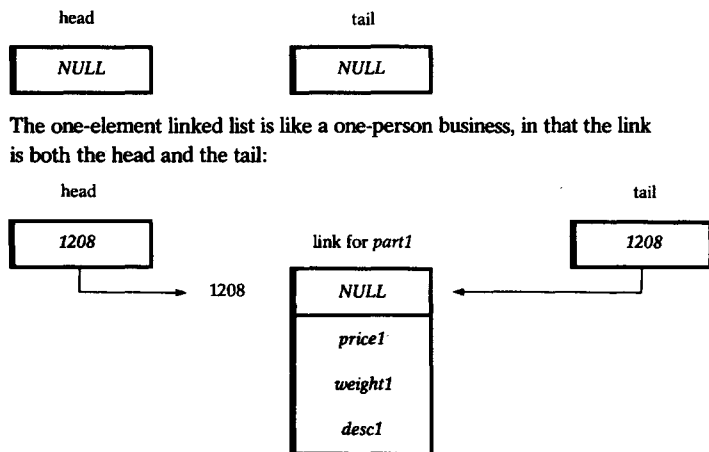 head tail
NULL NULL
The one-element linked list is like a one-person business, in that the link
is both the head and the tail:
head tail
1208 link for part1 1208
1208 NULL
price1
weight1
desc1